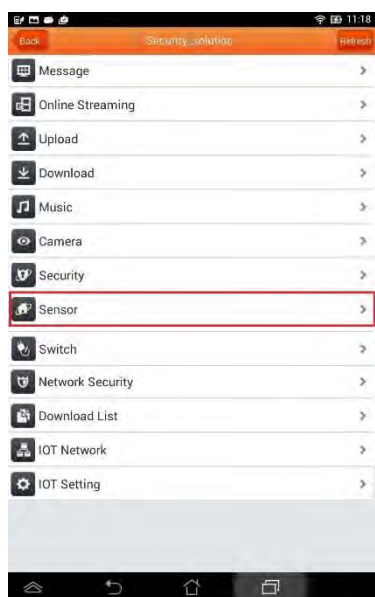 11:18
Back Security_solution Refresh
Message
Online Streaming
Upload
Download
Music
Camera
Security
Sensor
Switch
Network Security
Download List
IOT Network
IOT Setting